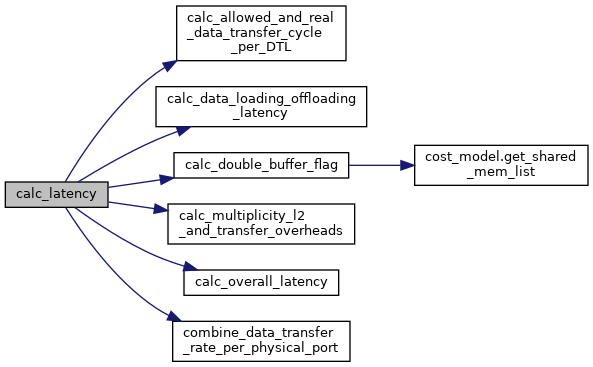 calc_allowed_and_real
_data_transfer_cycle
_per_DTL
calc_data_loading_offloading
_latency
calc_double_buffer_flag
cost_model.get_shared
_mem_list
calc_latency
calc_multiplicity_l2
_and_transfer_overheads
calc_overall_latency
combine_data_transfer
_rate_per_physical_port